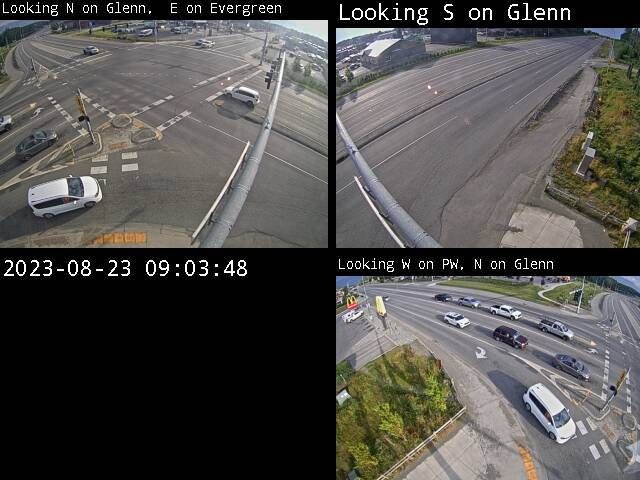 Looking N on Glenn,  E on Evergreen
Looking S on Glenn
2023-08-23 09:03:48
Looking W on PW, N on Glenn